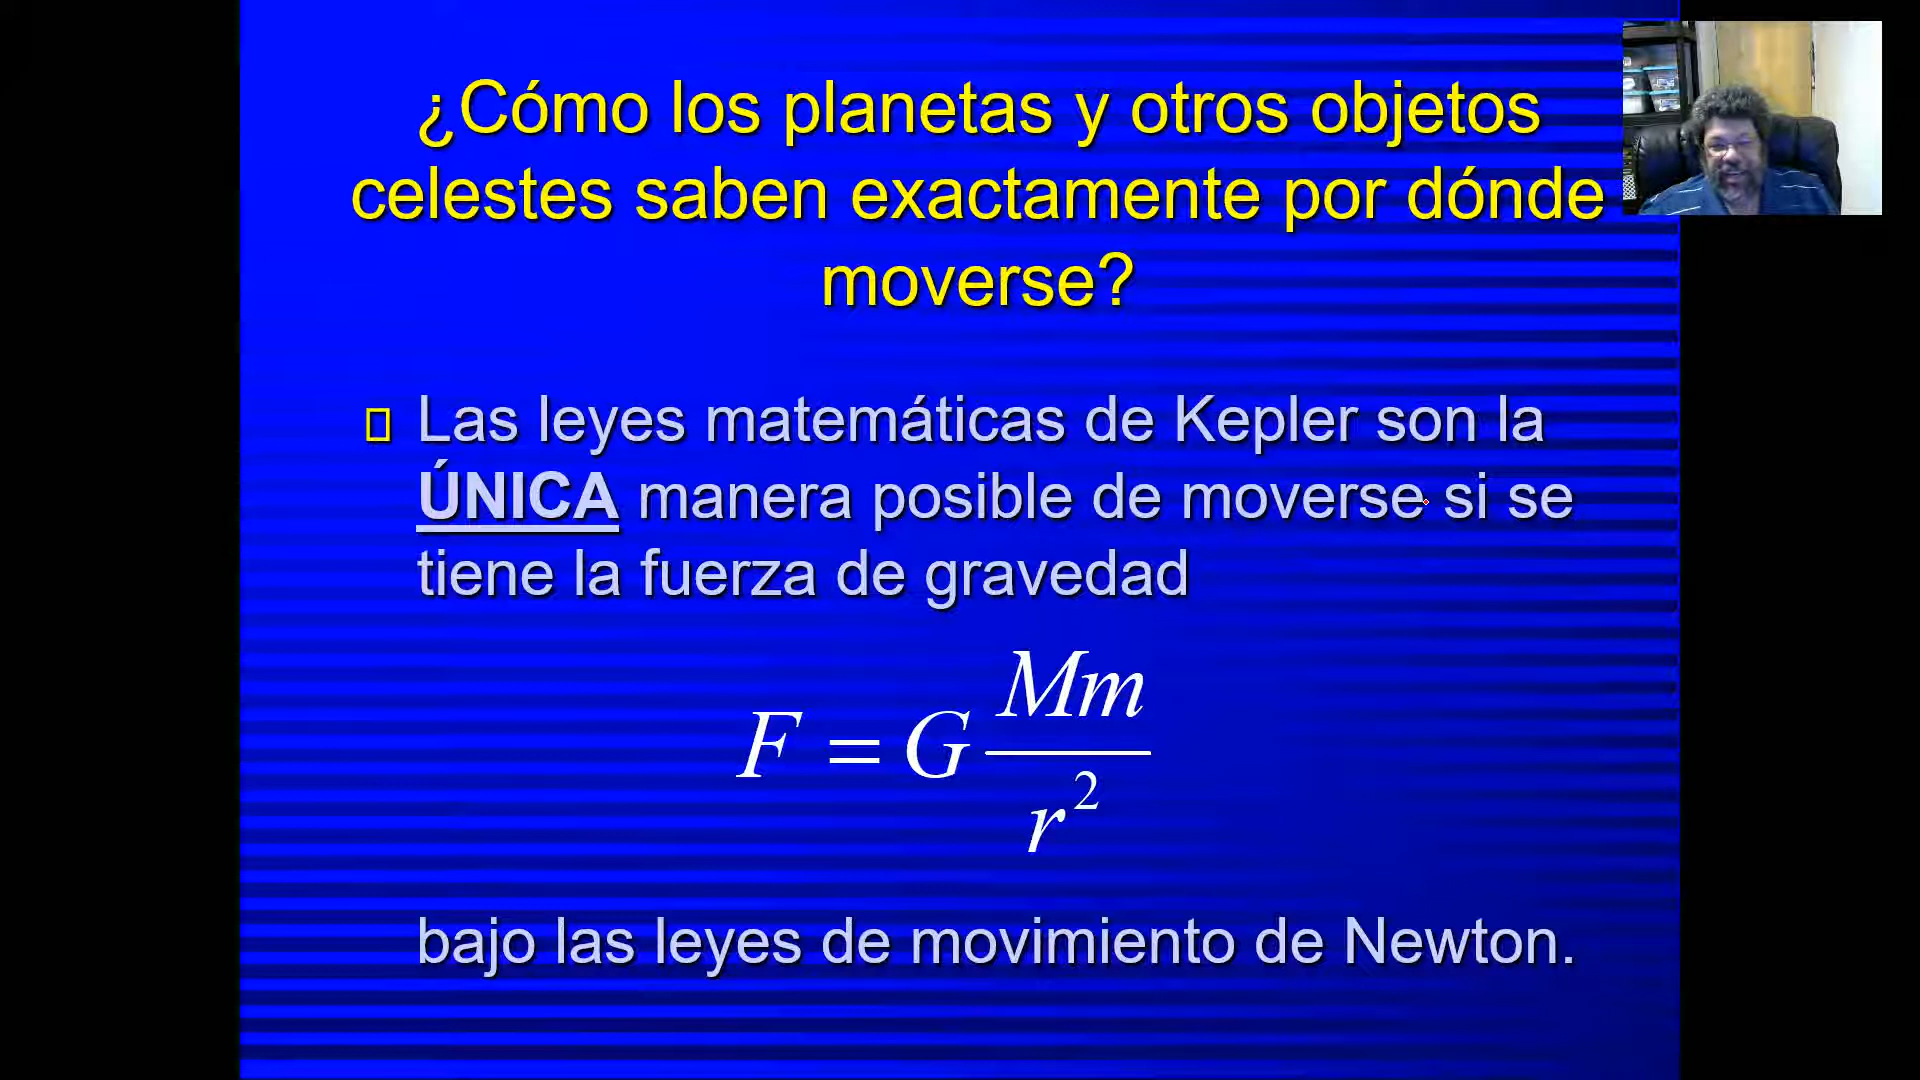 ¿Cómo los planetas y otros objetos
celestes saben exactamente por dónde
moverse?
Las leyes matemáticas de Kepler son la
ÚNICA manera posible de moverse si se
tiene la fuerza de gravedad
F = G Mm / r²
bajo las leyes de movimiento de Newton.